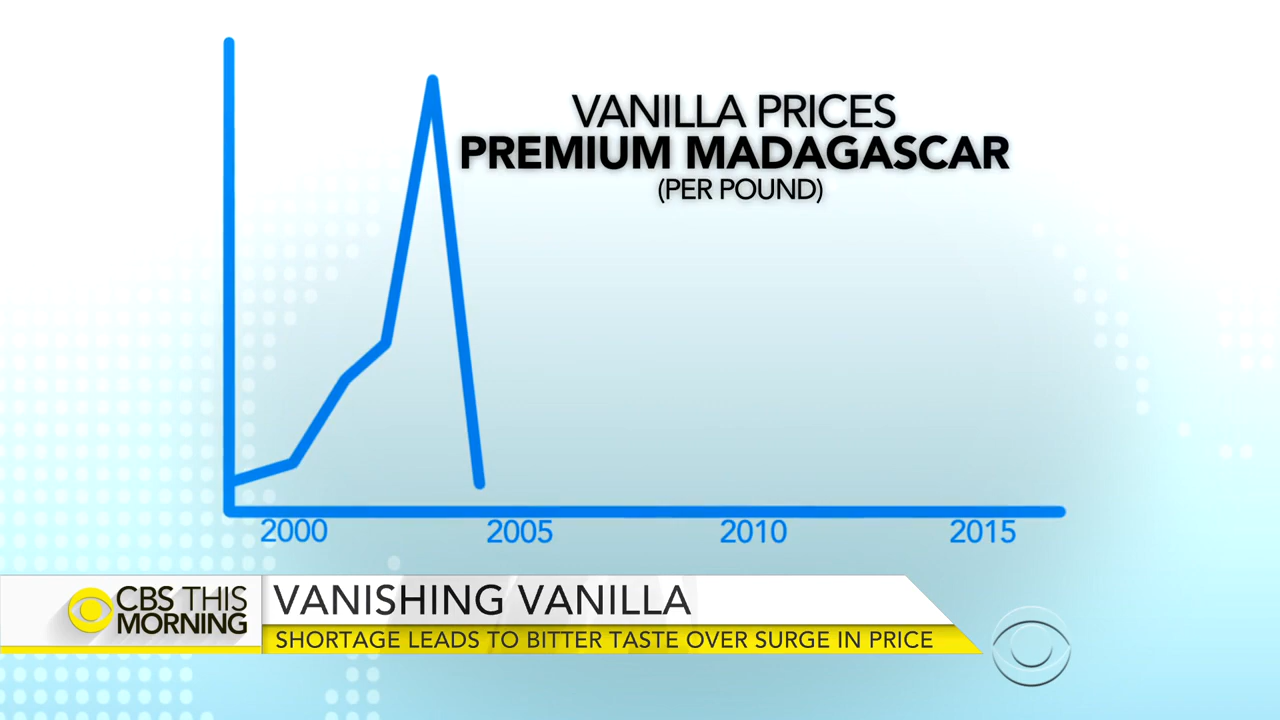 VANILLA PRICES
PREMIUM MADAGASCAR
(PER POUND)
2000 2005 2010 2015
CBS THIS
MORNING
VANISHING VANILLA
SHORTAGE LEADS TO BITTER TASTE OVER SURGE IN PRICE